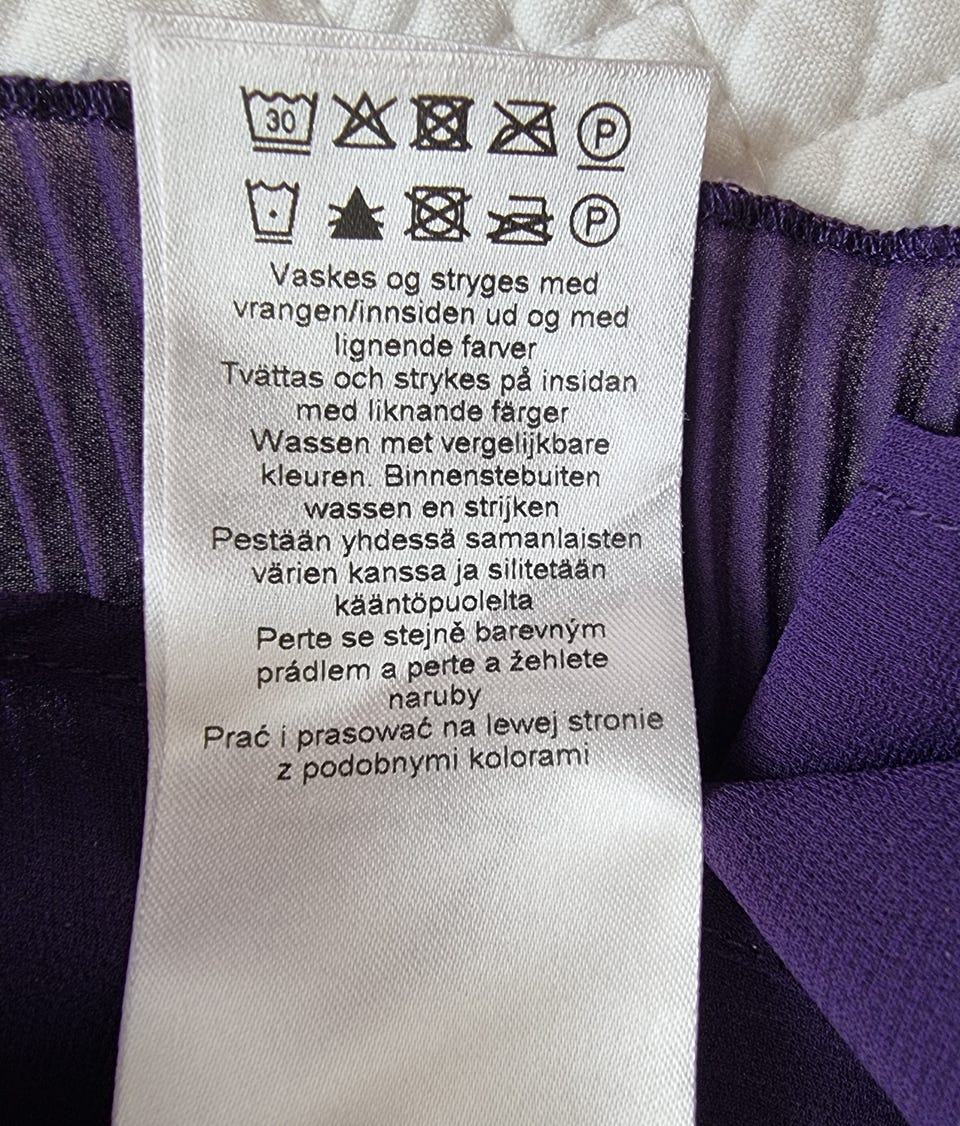 30 P
P
Vaskes og stryges med
vrangen/innsiden ud og med
lignende farver
Tvättas och strykes på insidan
med liknande färger
Wassen met vergelijkbare
kleuren. Binnenstebuiten
wassen en strijken
Pestään yhdessä samanlaisten
värien kanssa ja silitetään
kääntöpuolelta
Perte se stejně barevným
prádlem a perte a žehlete
naruby
Prać i prasować na lewej stronie
z podobnymi kolorami